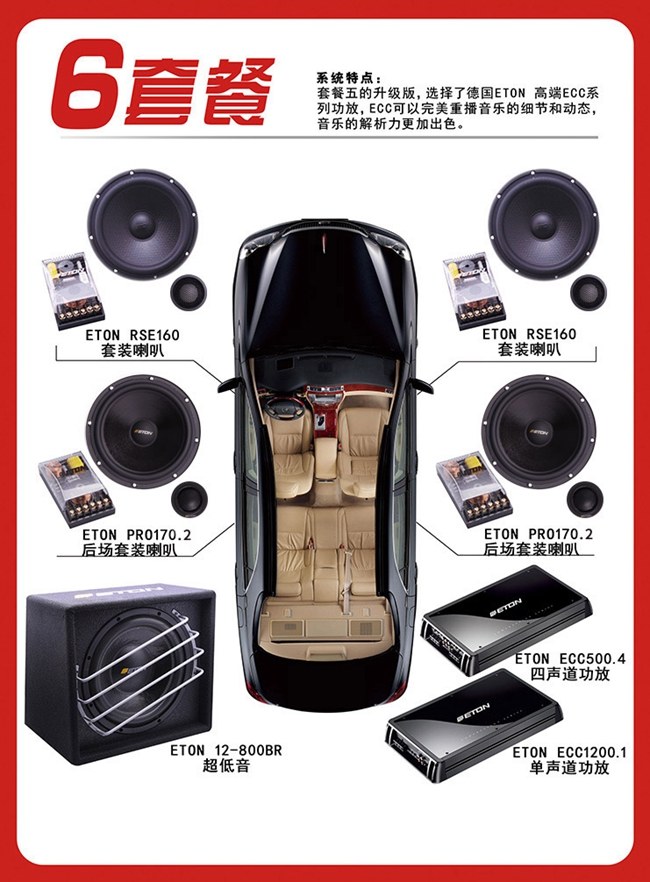 6套餐
系统特点：
套餐五的升级版，选择了德国ETON 高端ECC系
列功放，ECC可以完美重播音乐的细节和动态，
音乐的解析力更加出色。
ETON
ETON RSE160
套装喇叭
ETON RSE160
套装喇叭
ETON
ETON PRO170.2
后场套装喇叭
ETON
ETON PRO170.2
后场套装喇叭
ETON
ETON 12-800BR
超低音
ETON
ETON ECC500.4
四声道功放
ETON
ETON ECC1200.1
单声道功放